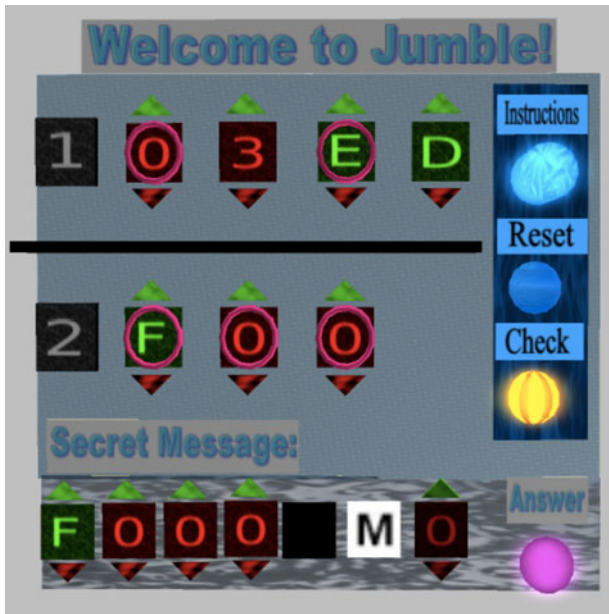 Welcome to Jumble!
1 0 3 E D
Instructions
Reset
2 F 0 0
Check
Secret Message:
F 0 0 0 M 0
Answer